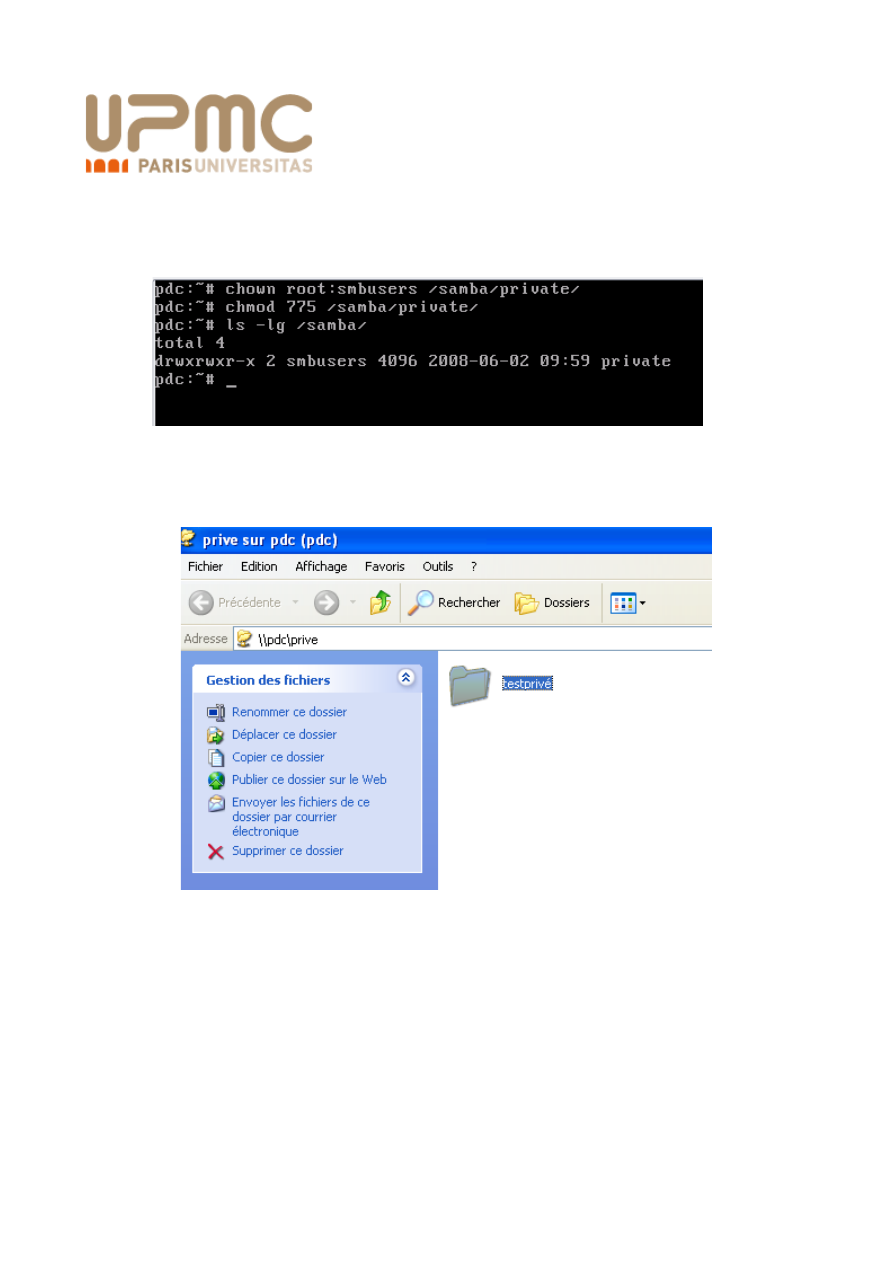 UPMC
PARISUNIVERSITAS
pdc:~# chown root:smbusers /samba/private/
pdc:~# chmod 775 /samba/private/
pdc:~# ls -lg /samba/
total 4
drwxrwxr-x 2 smbusers 4096 2008-06-02 09:59 private
pdc:~# _
prive sur pdc (pdc)
Fichier Edition Affichage Favoris Outils ?
Précédente Rechercher Dossiers
Adresse \\pdc\prive
Gestion des fichiers
Renommer ce dossier
Déplacer ce dossier
Copier ce dossier
Publier ce dossier sur le Web
Envoyer les fichiers de ce
dossier par courrier
électronique
Supprimer ce dossier
testprivé